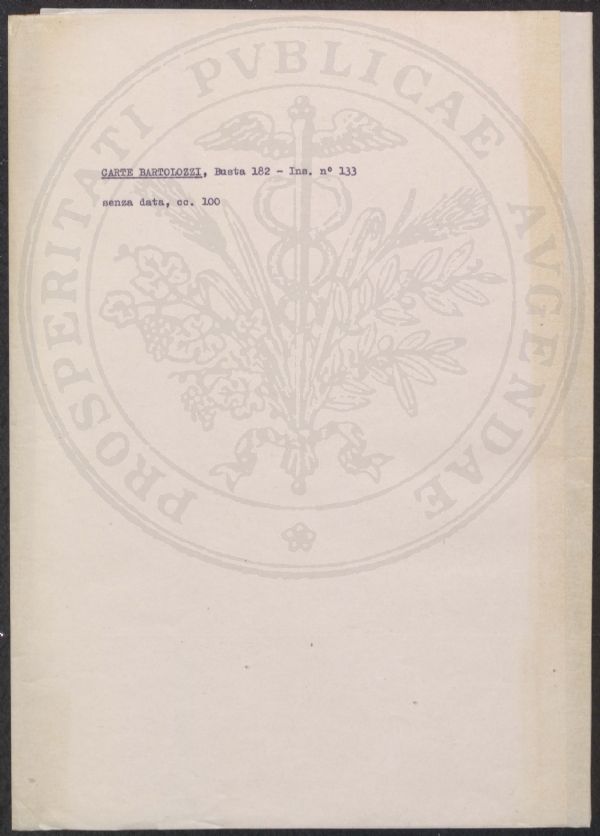 PROSPERITATI PVBLICAE AVGENDAE
CARTE BARTOLOZZI, Busta 182 - Ins. n° 133
senza data, cc. 100